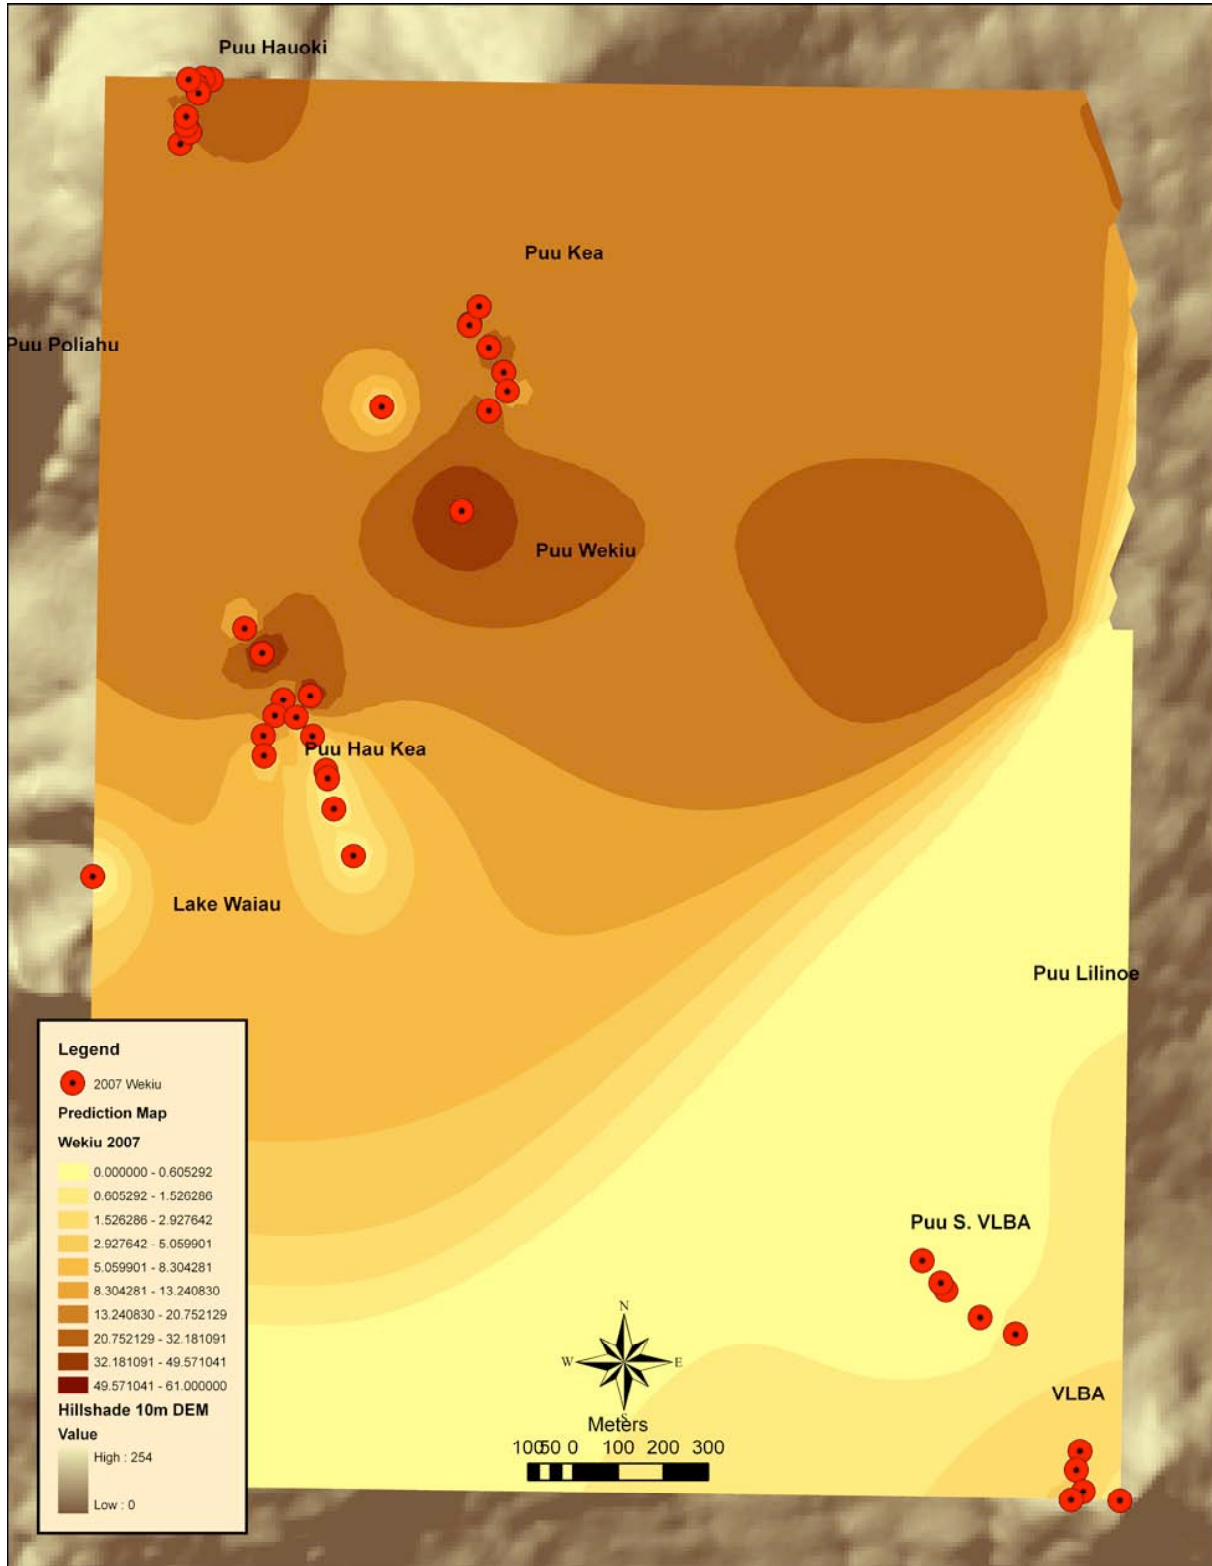 Puu Hauoki
Puu Kea
Puu Poliahu
Puu Wekiu
Puu Hau Kea
Lake Waiau
Puu Lilinoe
Puu S. VLBA
VLBA
Legend
2007 Wekiu
Prediction Map
Wekiu 2007
0.000000 - 0.605292
0.605292 - 1.526286
1.526286 - 2.927642
2.927642 - 5.059901
5.059901 - 8.304281
8.304281 - 13.240830
13.240830 - 20.752129
20.752129 - 32.181091
32.181091 - 49.571041
49.571041 - 61.000000
Hillshade 10m DEM
Value
High : 254
Low : 0
N
W E
S
Meters
100 50 0 100 200 300